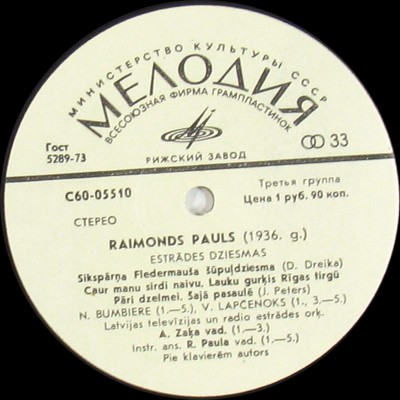 МИНИСТЕРСТВО КУЛЬТУРЫ СССР
МЕЛОДИЯ
ВСЕСОЮЗНАЯ ФИРМА ГРАМПЛАСТИНОК
Гост
5289-73
33
РИЖСКИЙ ЗАВОД
С60-05510
Третья группа
Цена 1 руб. 90 коп.
СТЕРЕО
RAIMONDS PAULS (1936. g.)
ESTRĀDES DZIESMAS
Sikspārņa Fledermauša šūpuļdziesma (D. Dreika)
Caur manu sirdi naivu, Lauku gurķis Rīgas tirgū
Pāri dzelmei, Šajā pasaulē (J. Peters)
N. BUMBIERE (1.—5.), V. LAPČENOKS (1., 3.—5.)
Latvijas televīzijas un radio estrādes orķ.
A. Zaķa vad. (1.—3.)
Instr. ans. R. Paula vad. (1.—5.)
Pie klavierēm autors